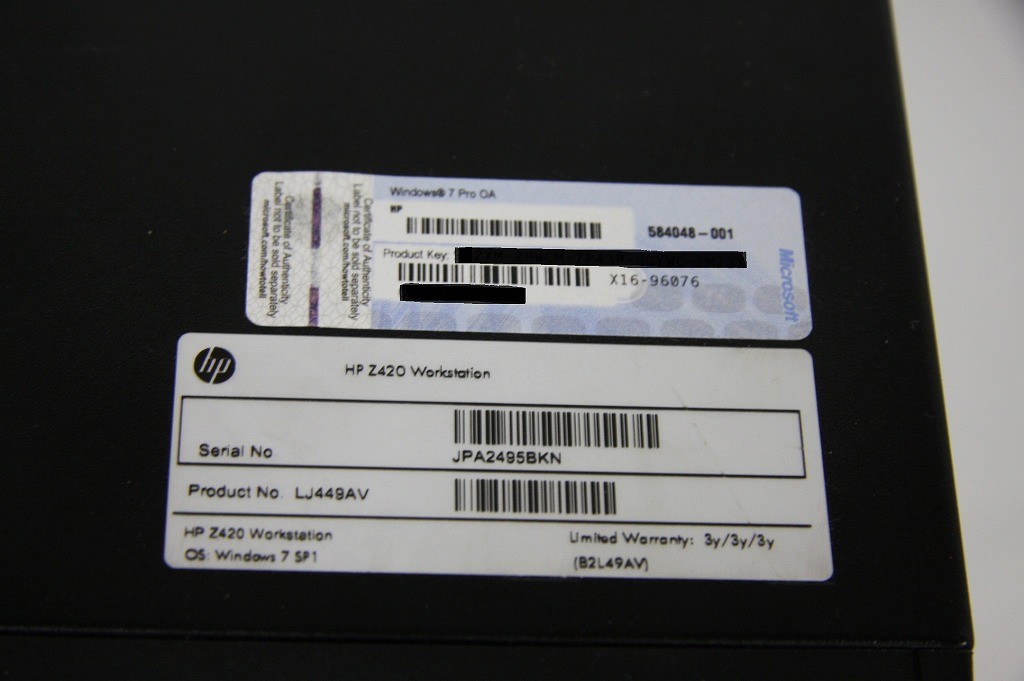 Certificate of Authenticity
Label not to be sold separately
microsoft.com/howtotell
Certificate of Authenticity
Label not to be sold separately
microsoft.com/howtotell
Windows® 7 Pro OA
HP
584048-001
Product Key:
X16-96076
Microsoft
hp
HP Z420 Workstation
Serial No
JPA2495BKN
Product No. LJ449AV
HP Z420 Workstation
Limited Warranty: 3y/3y/3y
OS: Windows 7 SP1
(B2L49AV)